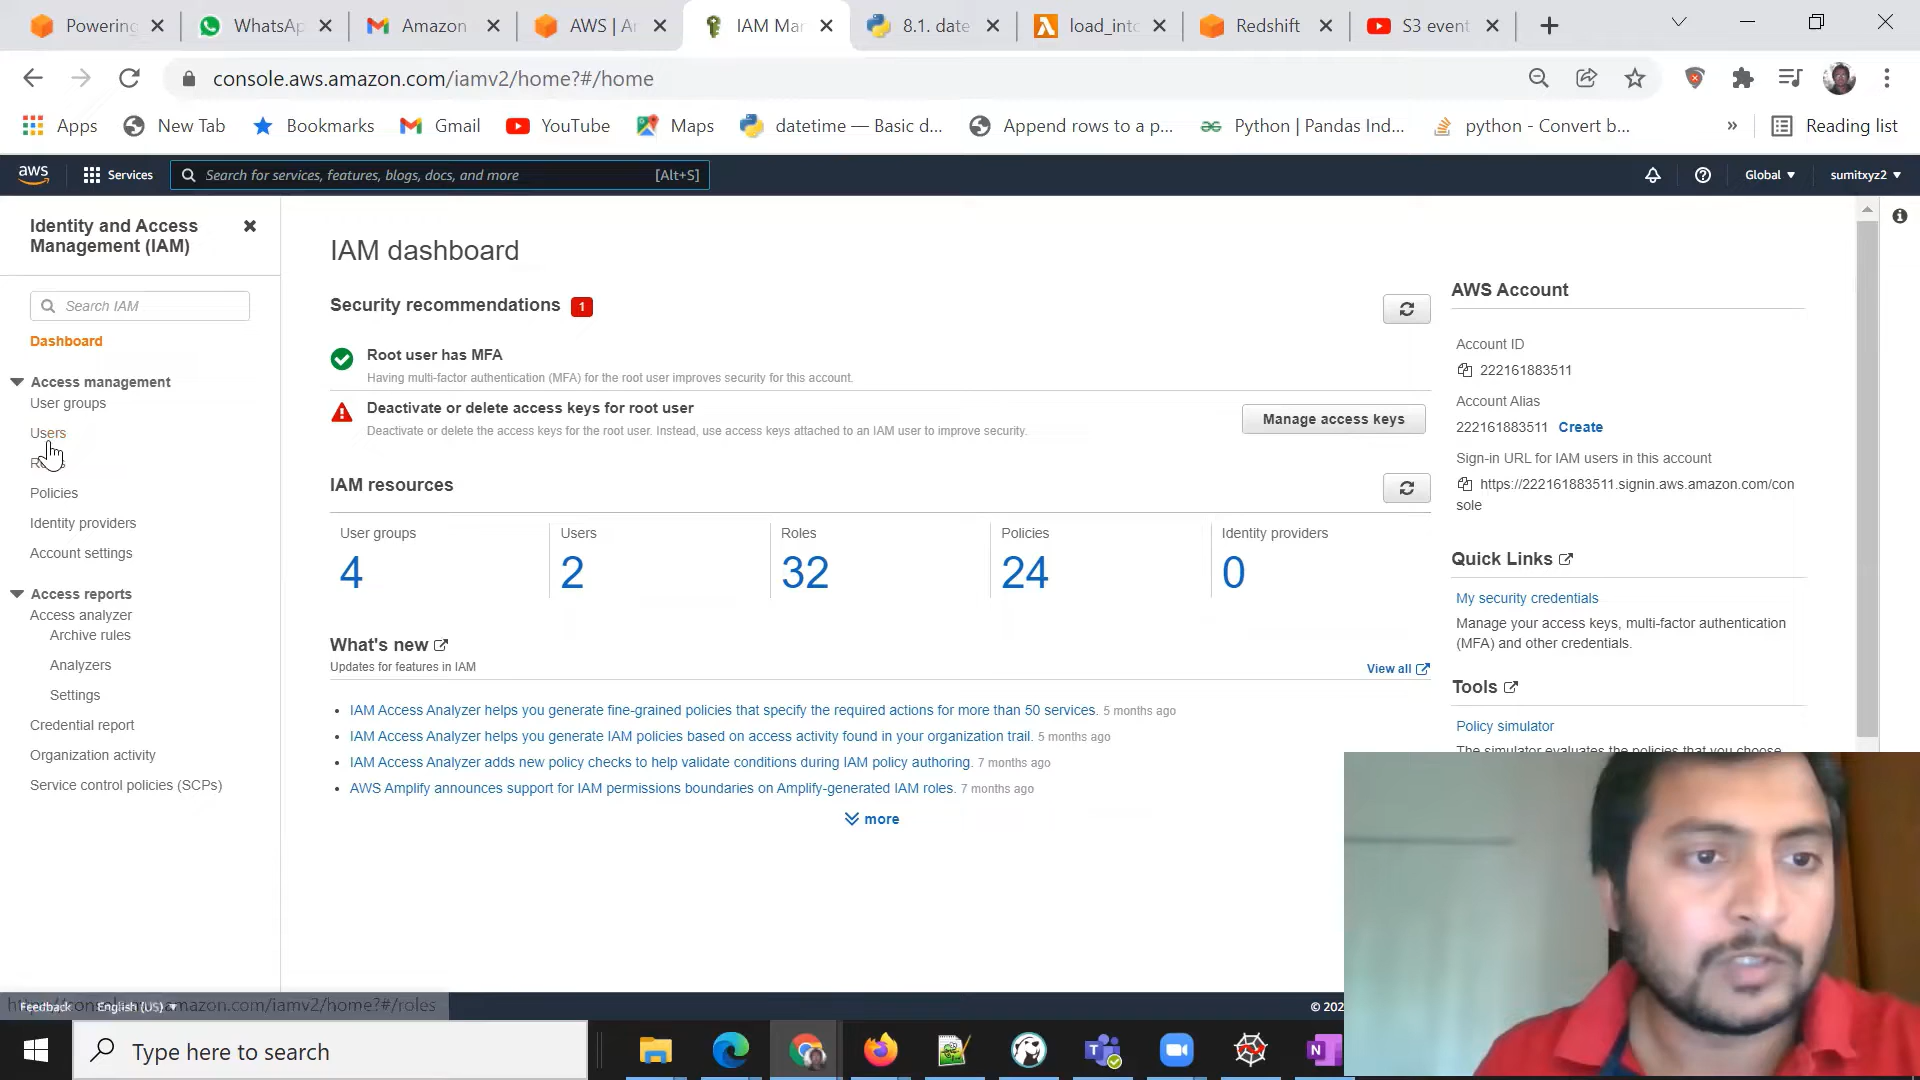 Powering
WhatsAp
Amazon
AWS | A
IAM Ma
8.1. date
load_into
Redshift
S3 event
console.aws.amazon.com/iamv2/home?#/home
Apps
New Tab
Bookmarks
Gmail
YouTube
Maps
datetime — Basic d...
Append rows to a p...
Python | Pandas Ind...
python - Convert b...
»
Reading list
aws
Services
Search for services, features, blogs, docs, and more
[Alt+S]
Global
sumitxyz2
Identity and Access
Management (IAM)
Search IAM
Dashboard
Access management
User groups
Users
Policies
Identity providers
Account settings
Access reports
Access analyzer
Archive rules
Analyzers
Settings
Credential report
Organization activity
Service control policies (SCPs)
IAM dashboard
Security recommendations 1
Root user has MFA
Having multi-factor authentication (MFA) for the root user improves security for this account.
Deactivate or delete access keys for root user
Deactivate or delete the access keys for the root user. Instead, use access keys attached to an IAM user to improve security.
Manage access keys
IAM resources
User groups
4
Users
2
Roles
32
Policies
24
Identity providers
0
What's new
Updates for features in IAM
View all
• IAM Access Analyzer helps you generate fine-grained policies that specify the required actions for more than 50 services. 5 months ago
• IAM Access Analyzer helps you generate IAM policies based on access activity found in your organization trail. 5 months ago
• IAM Access Analyzer adds new policy checks to help validate conditions during IAM policy authoring. 7 months ago
• AWS Amplify announces support for IAM permissions boundaries on Amplify-generated IAM roles. 7 months ago
more
AWS Account
Account ID
222161883511
Account Alias
222161883511 Create
Sign-in URL for IAM users in this account
https://222161883511.signin.aws.amazon.com/con
sole
Quick Links
My security credentials
Manage your access keys, multi-factor authentication
(MFA) and other credentials.
Tools
Policy simulator
The simulator evaluates the policies that you choose
Feedback
English (US)
© 202
Type here to search